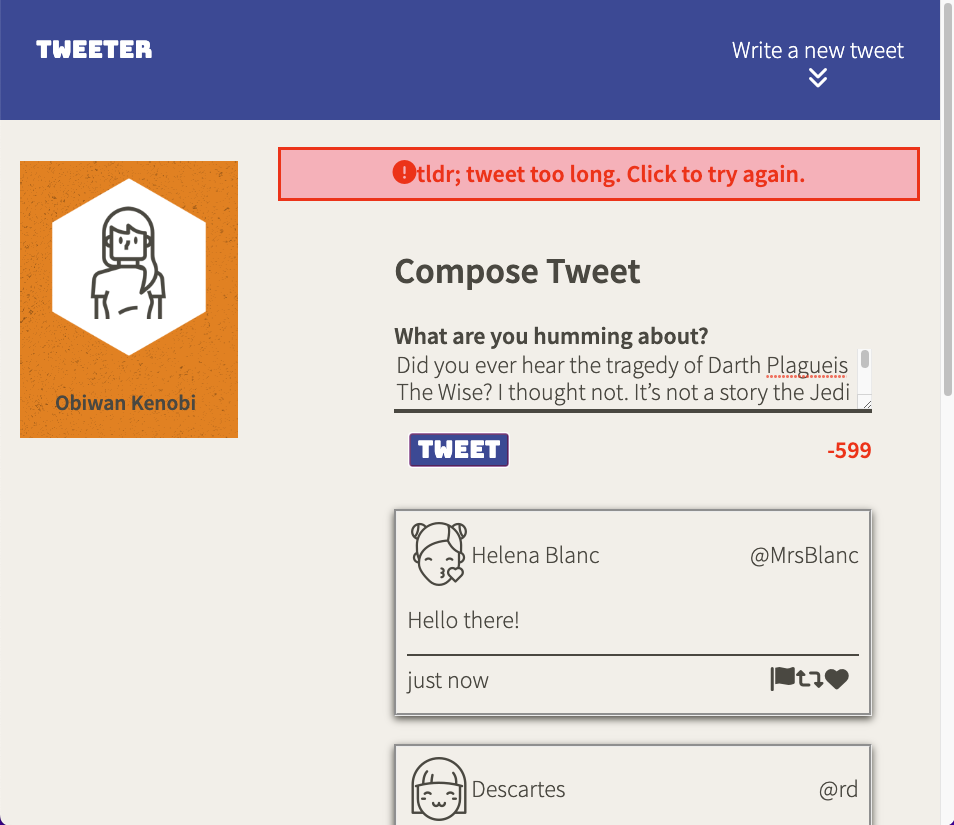 TWEETER
Write a new tweet
tldr; tweet too long. Click to try again.
Obiwan Kenobi
Compose Tweet
What are you humming about?
Did you ever hear the tragedy of Darth Plagueis
The Wise? I thought not. It’s not a story the Jedi
TWEET
-599
Helena Blanc
@MrsBlanc
Hello there!
just now
Descartes
@rd